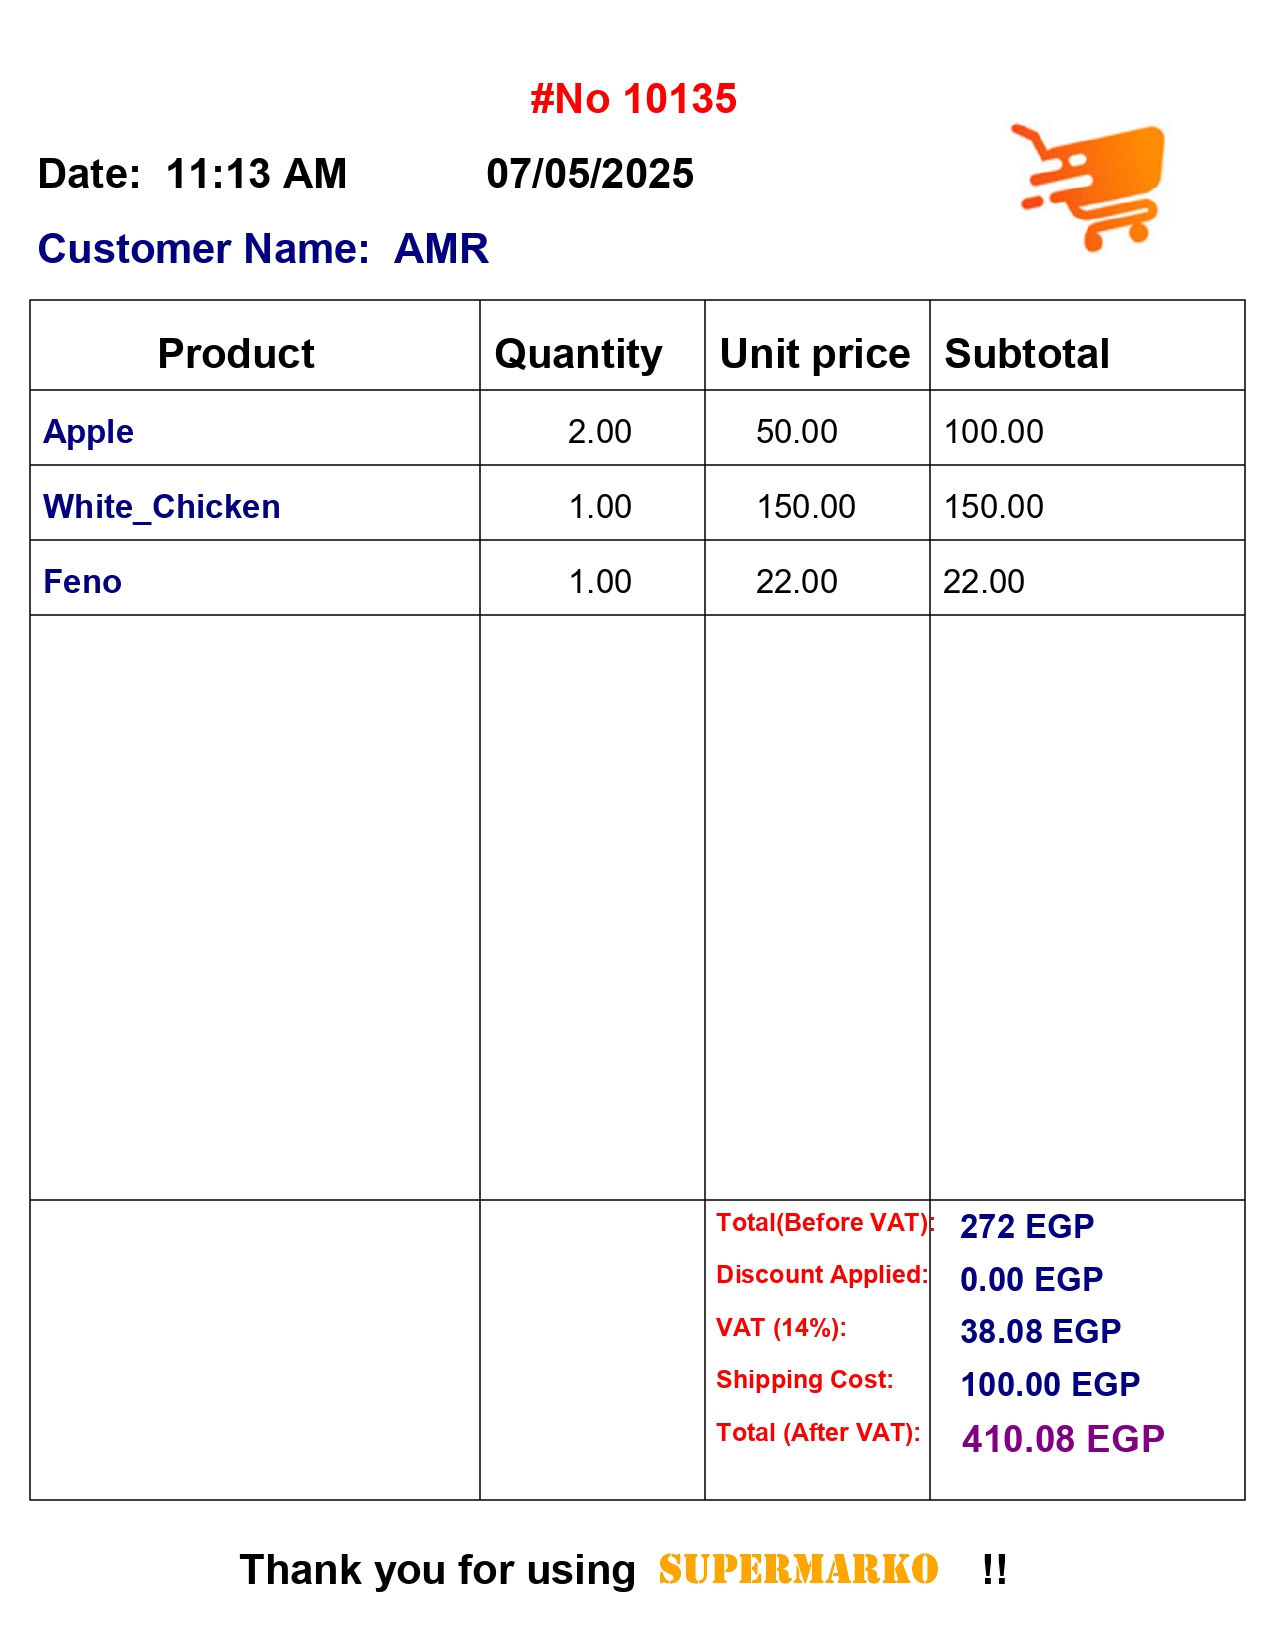 #No 10135
Date: 11:13 AM 07/05/2025
Customer Name: AMR
Product Quantity Unit price Subtotal
Apple 2.00 50.00 100.00
White_Chicken 1.00 150.00 150.00
Feno 1.00 22.00 22.00
Total(Before VAT): 272 EGP
Discount Applied: 0.00 EGP
VAT (14%): 38.08 EGP
Shipping Cost: 100.00 EGP
Total (After VAT): 410.08 EGP
Thank you for using SUPERMARKO !!